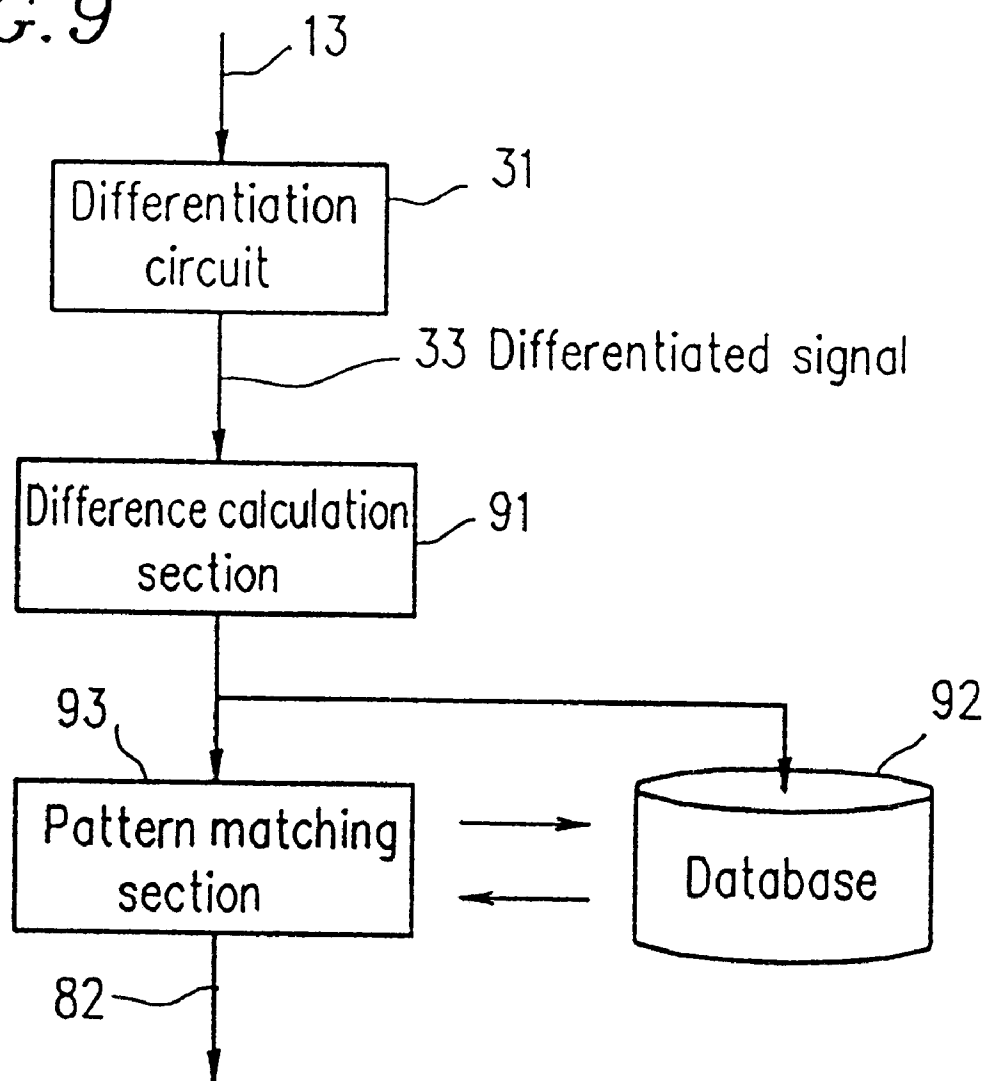 G.9
13
Differentiation
circuit
31
33 Differentiated signal
Difference calculation
section
91
93
92
Pattern matching
section
Database
82